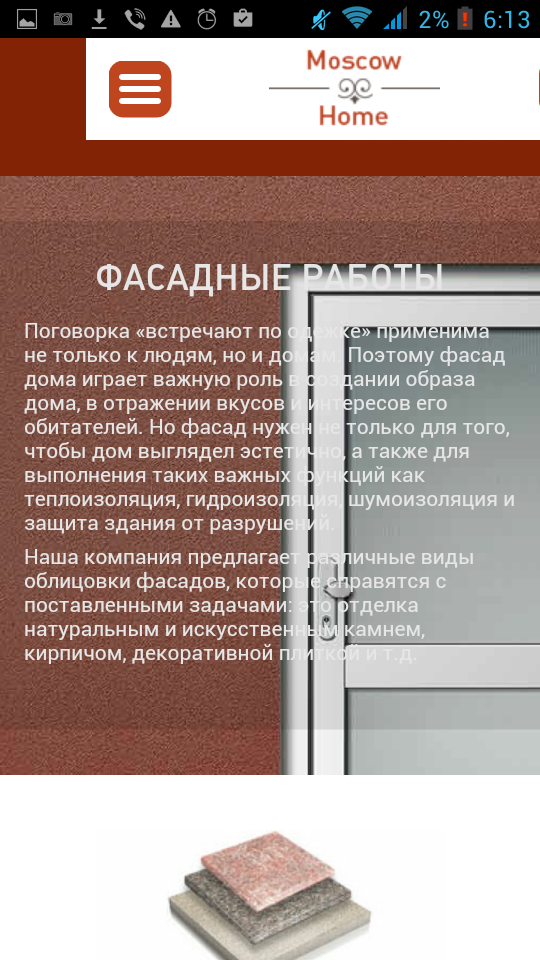 2% 6:13
Moscow
Home
ФАСАДНЫЕ РАБОТЫ
Поговорка «встречают по одежке» применима
не только к людям, но и домам. Поэтому фасад
дома играет важную роль в создании образа
дома, в отражении вкусов и интересов его
обитателей. Но фасад нужен не только для того,
чтобы дом выглядел эстетично, а также для
выполнения таких важных функций как
теплоизоляция, гидроизоляция, шумоизоляция и
защита здания от разрушений.
Наша компания предлагает различные виды
облицовки фасадов, которые справятся с
поставленными задачами: это отделка
натуральным и искусственным камнем,
кирпичом, декоративной плиткой и т.д.